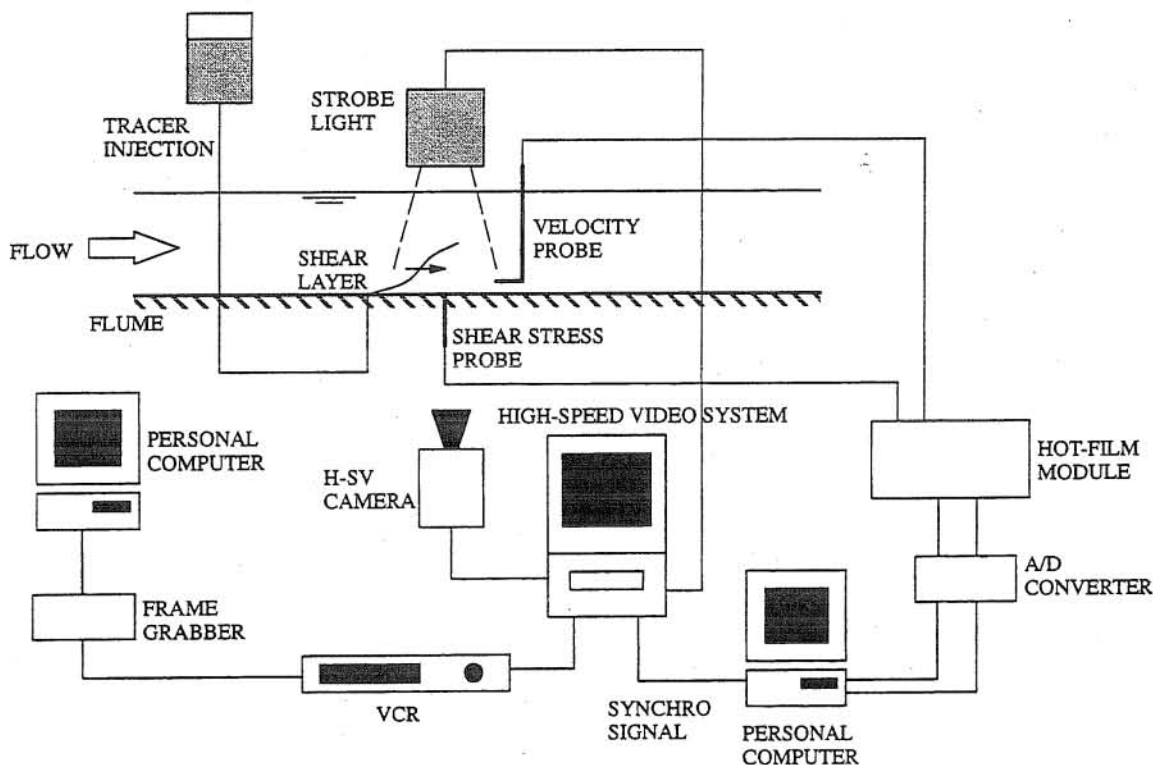 STROBE
LIGHT
TRACER
INJECTION
VELOCITY
PROBE
FLOW
SHEAR
LAYER
FLUME
SHEAR STRESS
PROBE
HIGH-SPEED VIDEO SYSTEM
PERSONAL
COMPUTER
H-SV
CAMERA
HOT-FILM
MODULE
A/D
CONVERTER
FRAME
GRABBER
VCR
SYNCHRO
SIGNAL
PERSONAL
COMPUTER